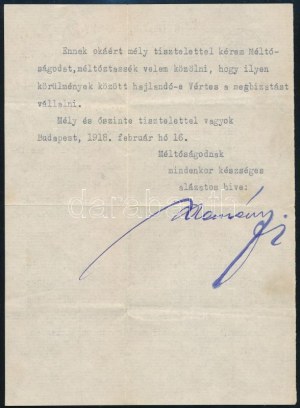 Ennek okáért mély tisztelettel kérem Méltó-
ságodat, méltóztassék velem közölni, hogy ilyen
körülmények között hajlandó-e Vértes a megbizatást
vállalni.
Mély és őszinte tisztelettel vagyok
Budapest, 1918. február hó 16.
Méltóságodnak
mindenkor készséges
alázatos hive: